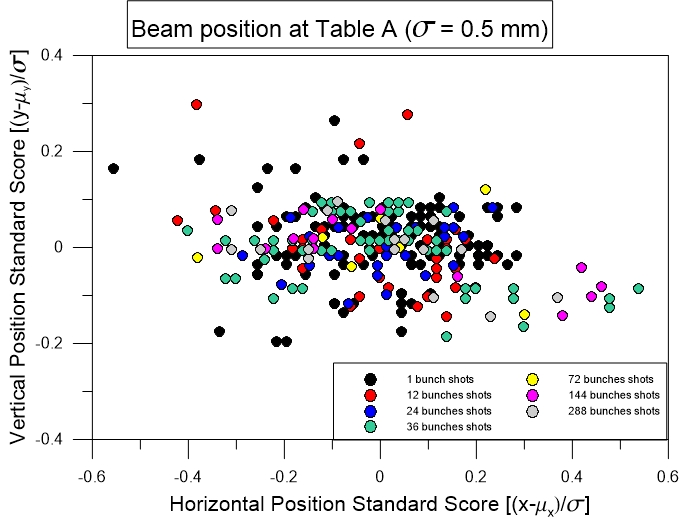 Beam position at Table A (σ = 0.5 mm)
Vertical Position Standard Score [(y-μy)/σ]
0.4
0.2
0
-0.2
-0.4
1 bunch shots
12 bunches shots
24 bunches shots
36 bunches shots
72 bunches shots
144 bunches shots
288 bunches shots
-0.6 -0.4 -0.2 0 0.2 0.4 0.6
Horizontal Position Standard Score [(x-μx)/σ]